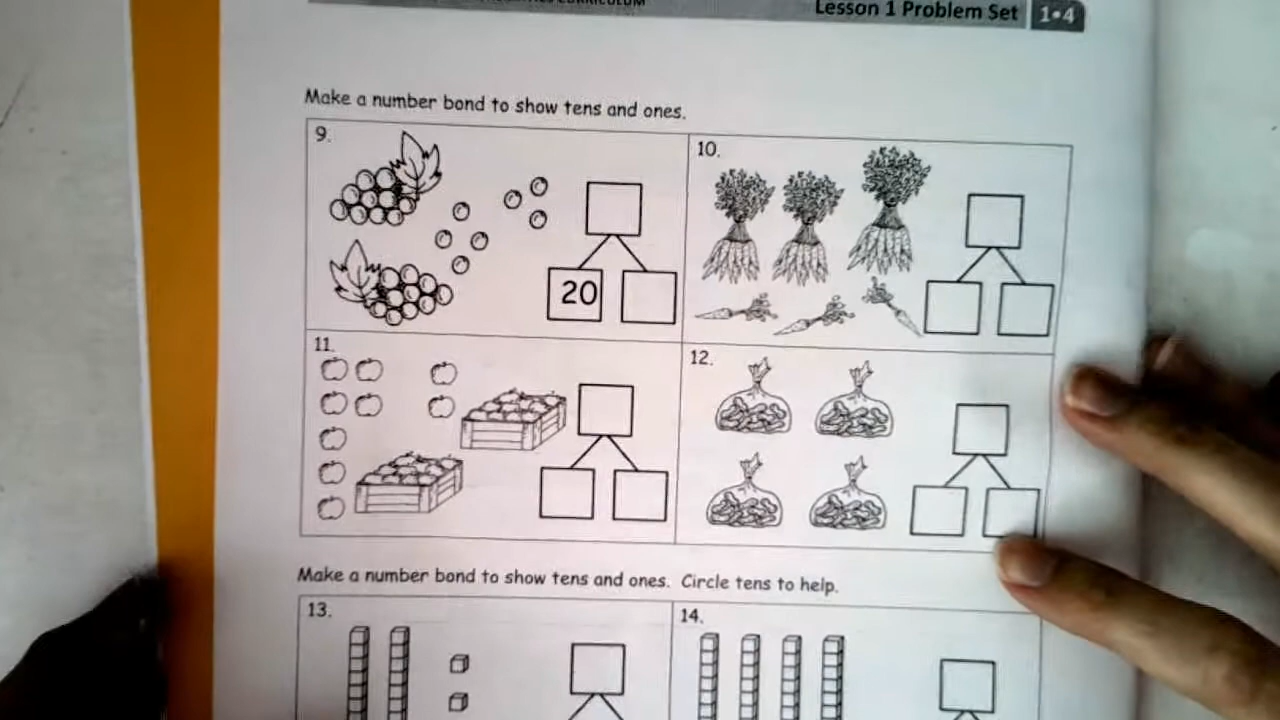 Lesson 1 Problem Set 1•4
Make a number bond to show tens and ones.
9.
10.
20
11.
12.
Make a number bond to show tens and ones. Circle tens to help.
13.
14.